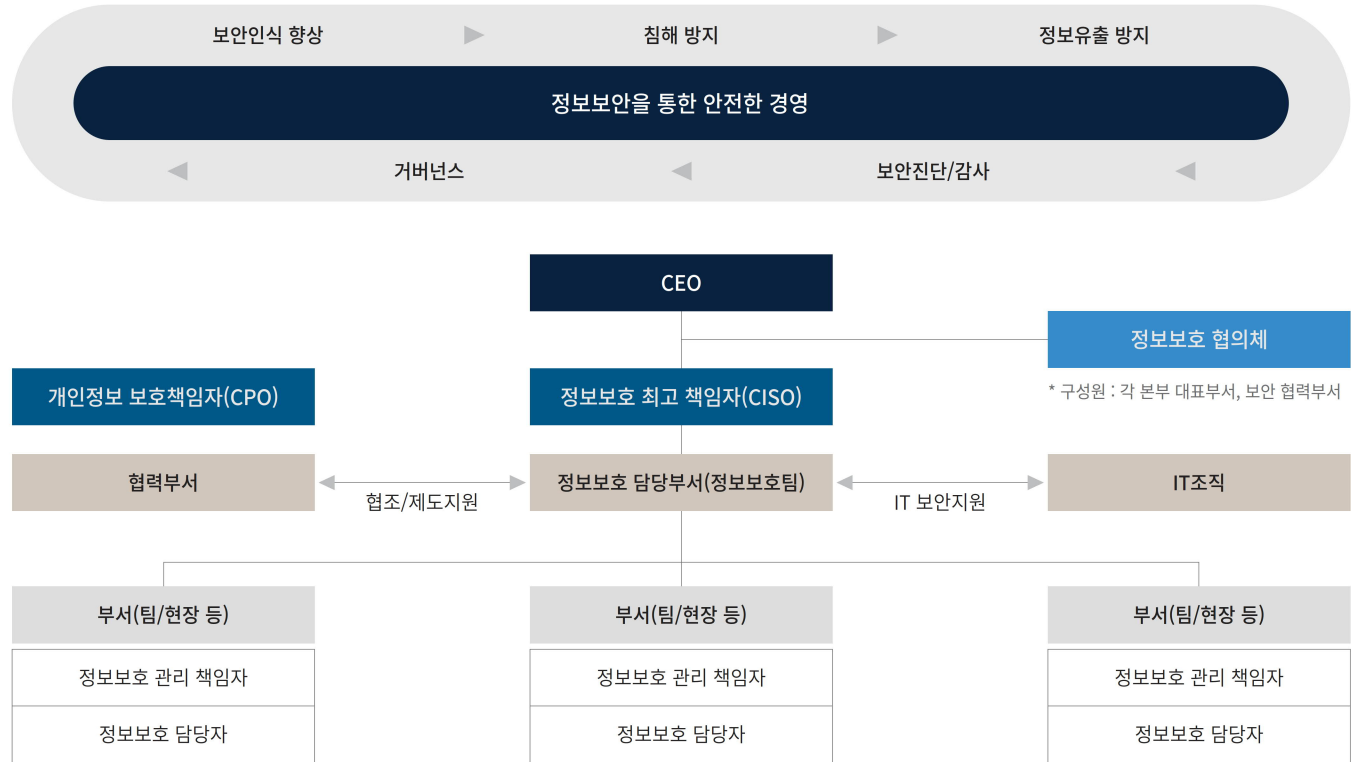 보안인식 향상
침해 방지
정보유출 방지
정보보안을 통한 안전한 경영
거버넌스
보안진단/감사
CEO
정보보호 협의체
* 구성원 : 각 본부 대표부서, 보안 협력부서
개인정보 보호책임자(CPO)
정보보호 최고 책임자(CISO)
협력부서
협조/제도지원
정보보호 담당부서(정보보호팀)
IT 보안지원
IT조직
부서(팀/현장 등)
부서(팀/현장 등)
부서(팀/현장 등)
정보보호 관리 책임자
정보보호 관리 책임자
정보보호 관리 책임자
정보보호 담당자
정보보호 담당자
정보보호 담당자